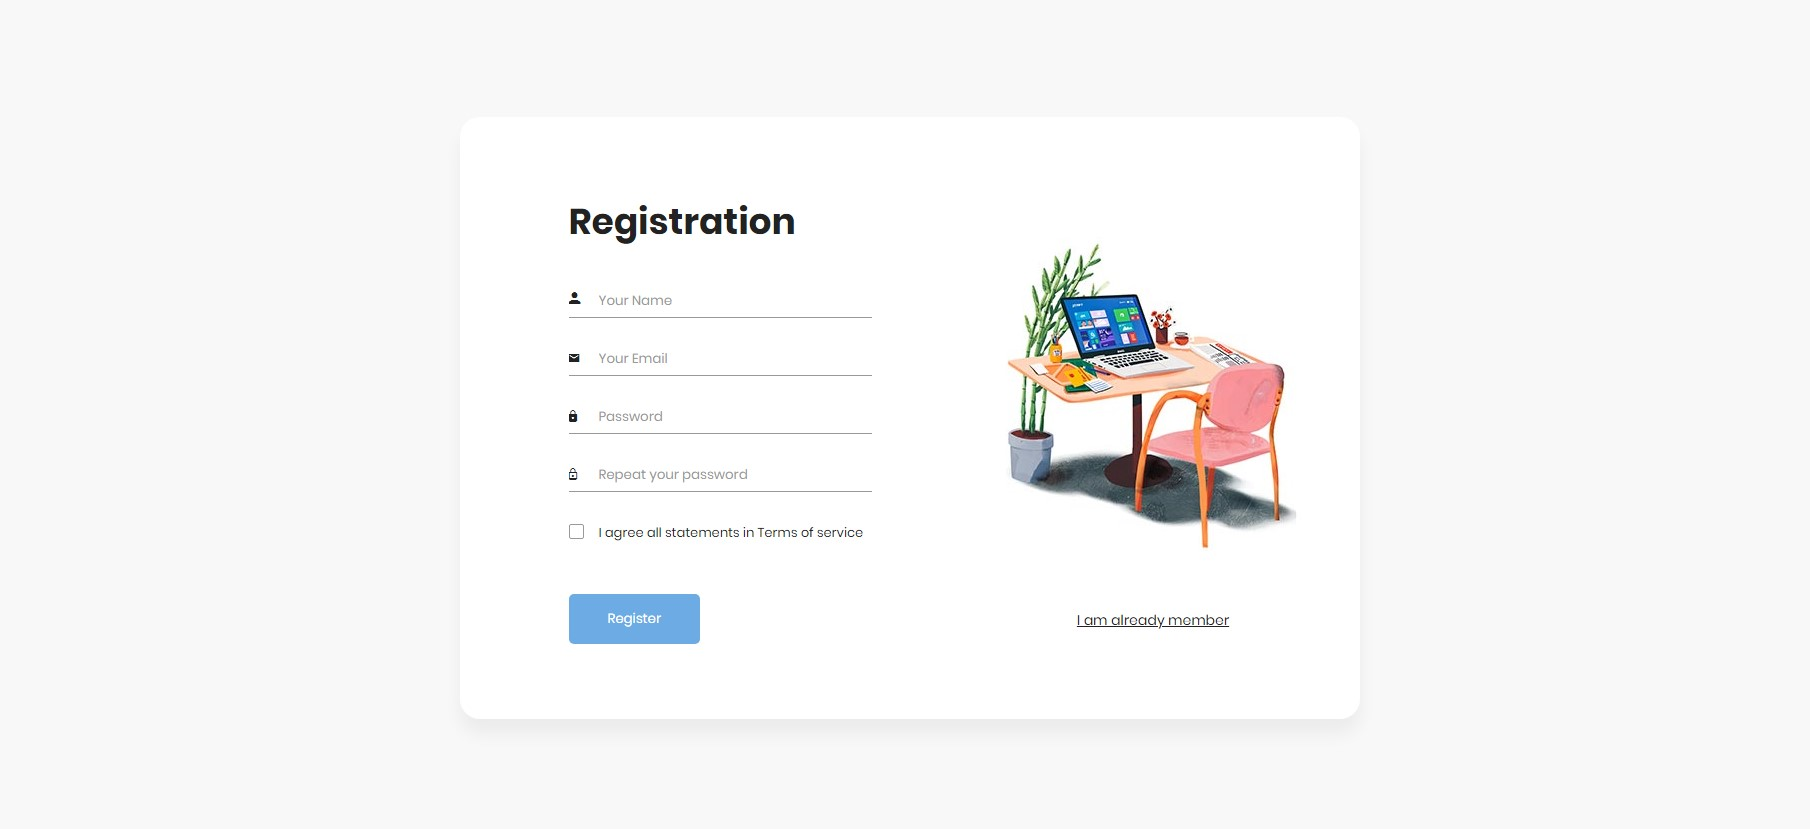 Registration
Your Name
Your Email
Password
Repeat your password
I agree all statements in Terms of service
Register
I am already member